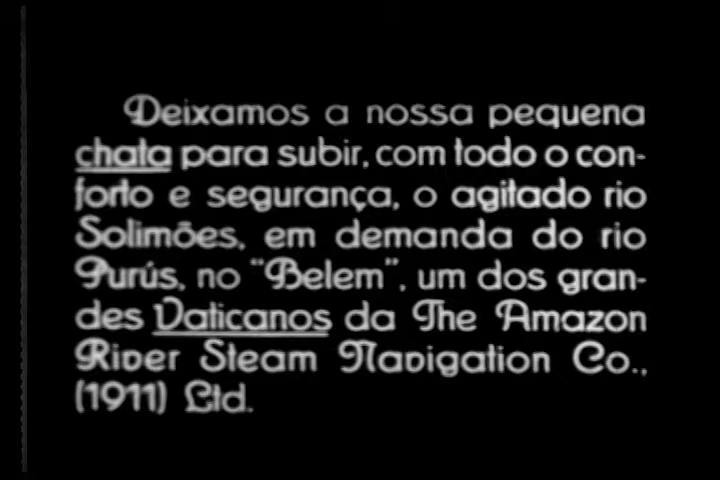 Deixamos a nossa pequena
chata para subir, com todo o con-
forto e segurança, o agitado rio
Solimões, em demanda do rio
Purús, no "Belem", um dos gran-
des Vaticanos da The Amazon
River Steam Navigation Co.,
(1911) Ltd.